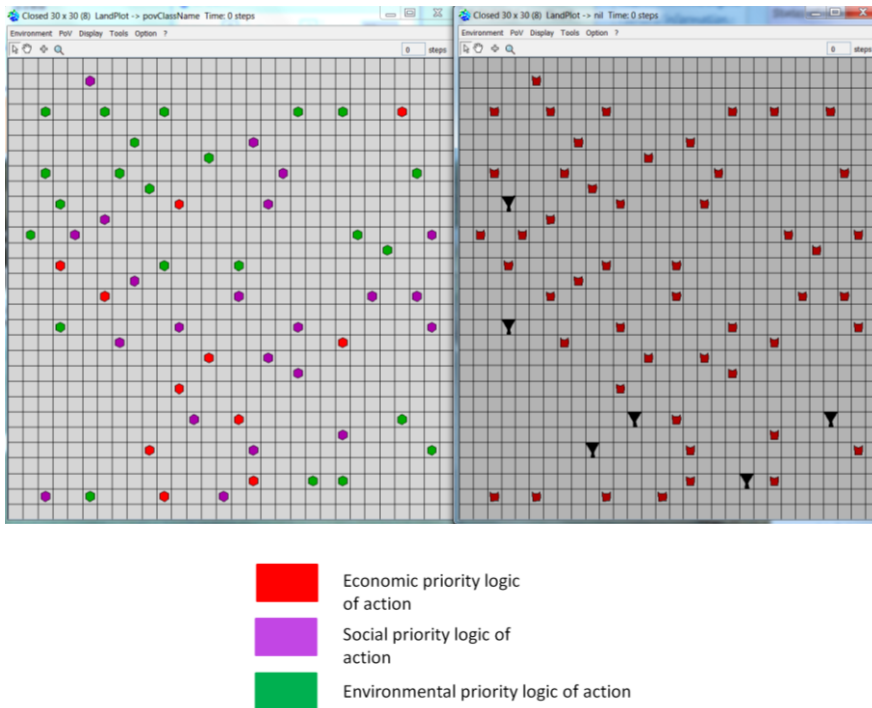 Closed 30 x 30 (8) LandPlot -> povClassName Time: 0 steps
Environment PoV Display Tools Option ?
0 steps
Closed 30 x 30 (8) LandPlot -> nil Time: 0 steps
Environment PoV Display Tools Option ?
0 steps
Economic priority logic
of action
Social priority logic of
action
Environmental priority logic of action